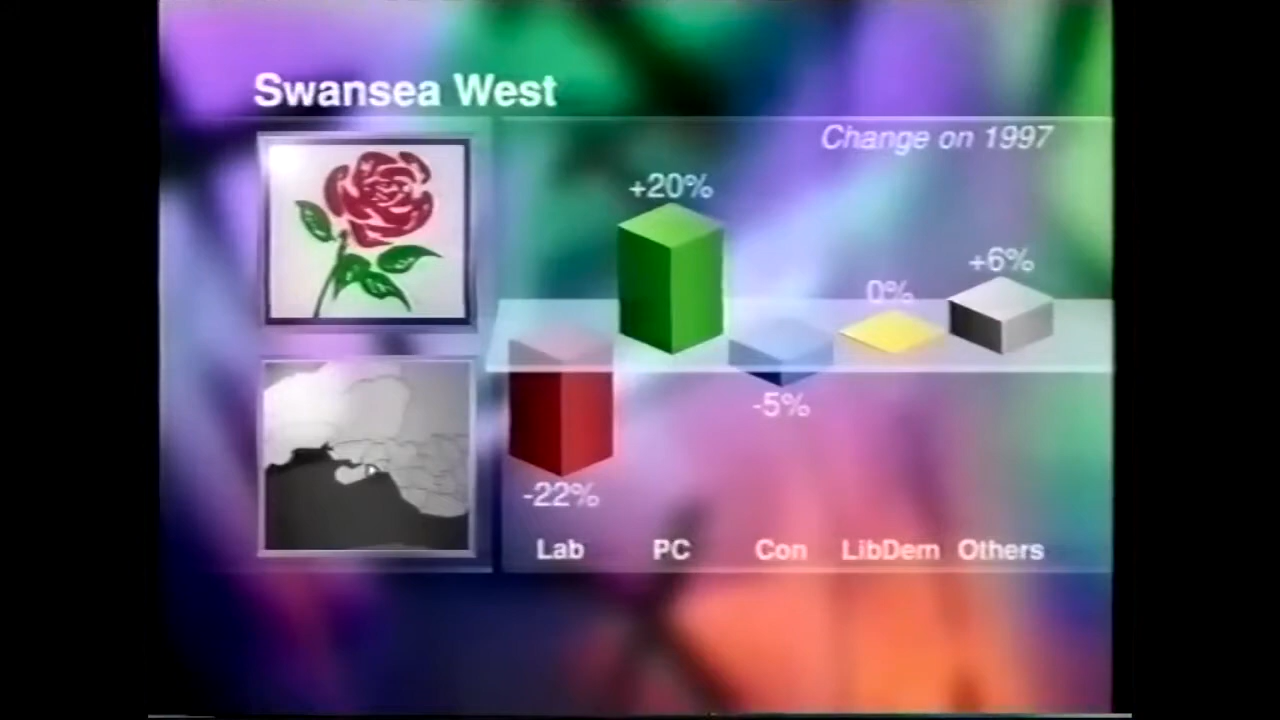 Swansea West
Change on 1997
+20%
+6%
0%
-5%
-22%
Lab PC Con LibDem Others